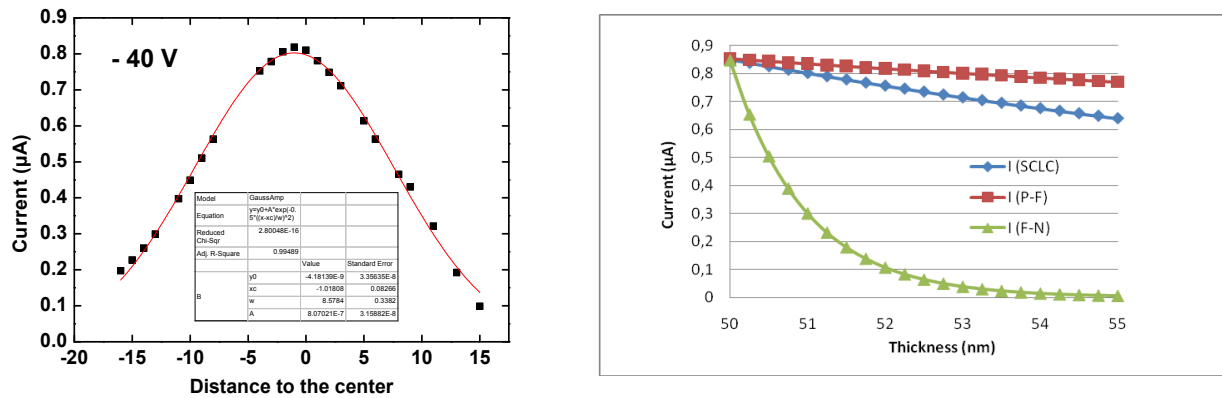 - 40 V
Current (µA)
0.9
0.8
0.7
0.6
0.5
0.4
0.3
0.2
0.1
0.0
Model GaussAmp
Equation y=y0+A*exp(-0.
5*((x-xc)/w)^2)
Reduced
Chi-Sqr
2.80048E-16
Adj. R-Square 0.99489
Value Standard Error
B
y0 -4.18139E-9 3.35635E-8
xc -1.01808 0.08266
w 8.5784 0.3382
A 8.07021E-7 3.15882E-8
-20 -15 -10 -5 0 5 10 15 20
Distance to the center
Current (µA)
0,9
0,8
0,7
0,6
0,5
0,4
0,3
0,2
0,1
0
I (SCLC)
I (P-F)
I (F-N)
50 51 52 53 54 55
Thickness (nm)